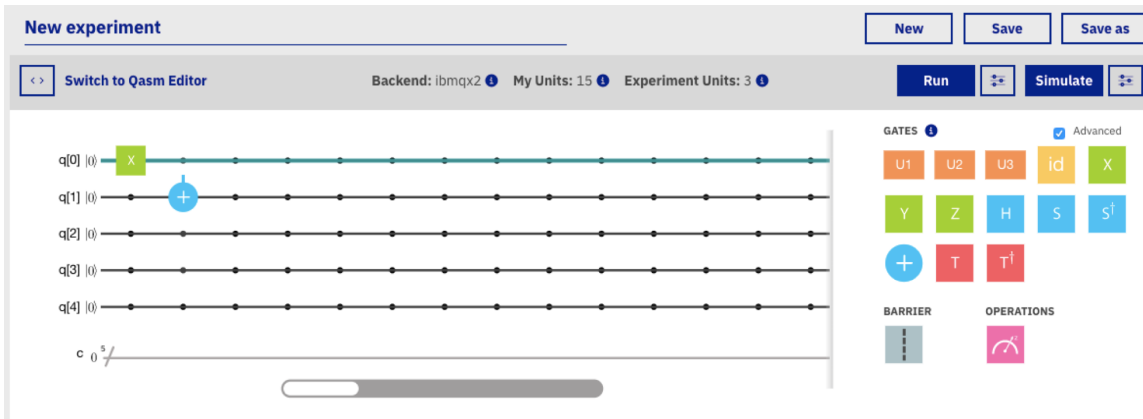 New experiment
New Save Save as
< > Switch to Qasm Editor Backend: ibmqx2 i My Units: 15 i Experiment Units: 3 i Run Simulate
GATES i Advanced
q[0] |0⟩ X
q[1] |0⟩ +
q[2] |0⟩
q[3] |0⟩
q[4] |0⟩
c 0 5
U1 U2 U3 id X
Y Z H S S†
+ T T†
BARRIER OPERATIONS
z